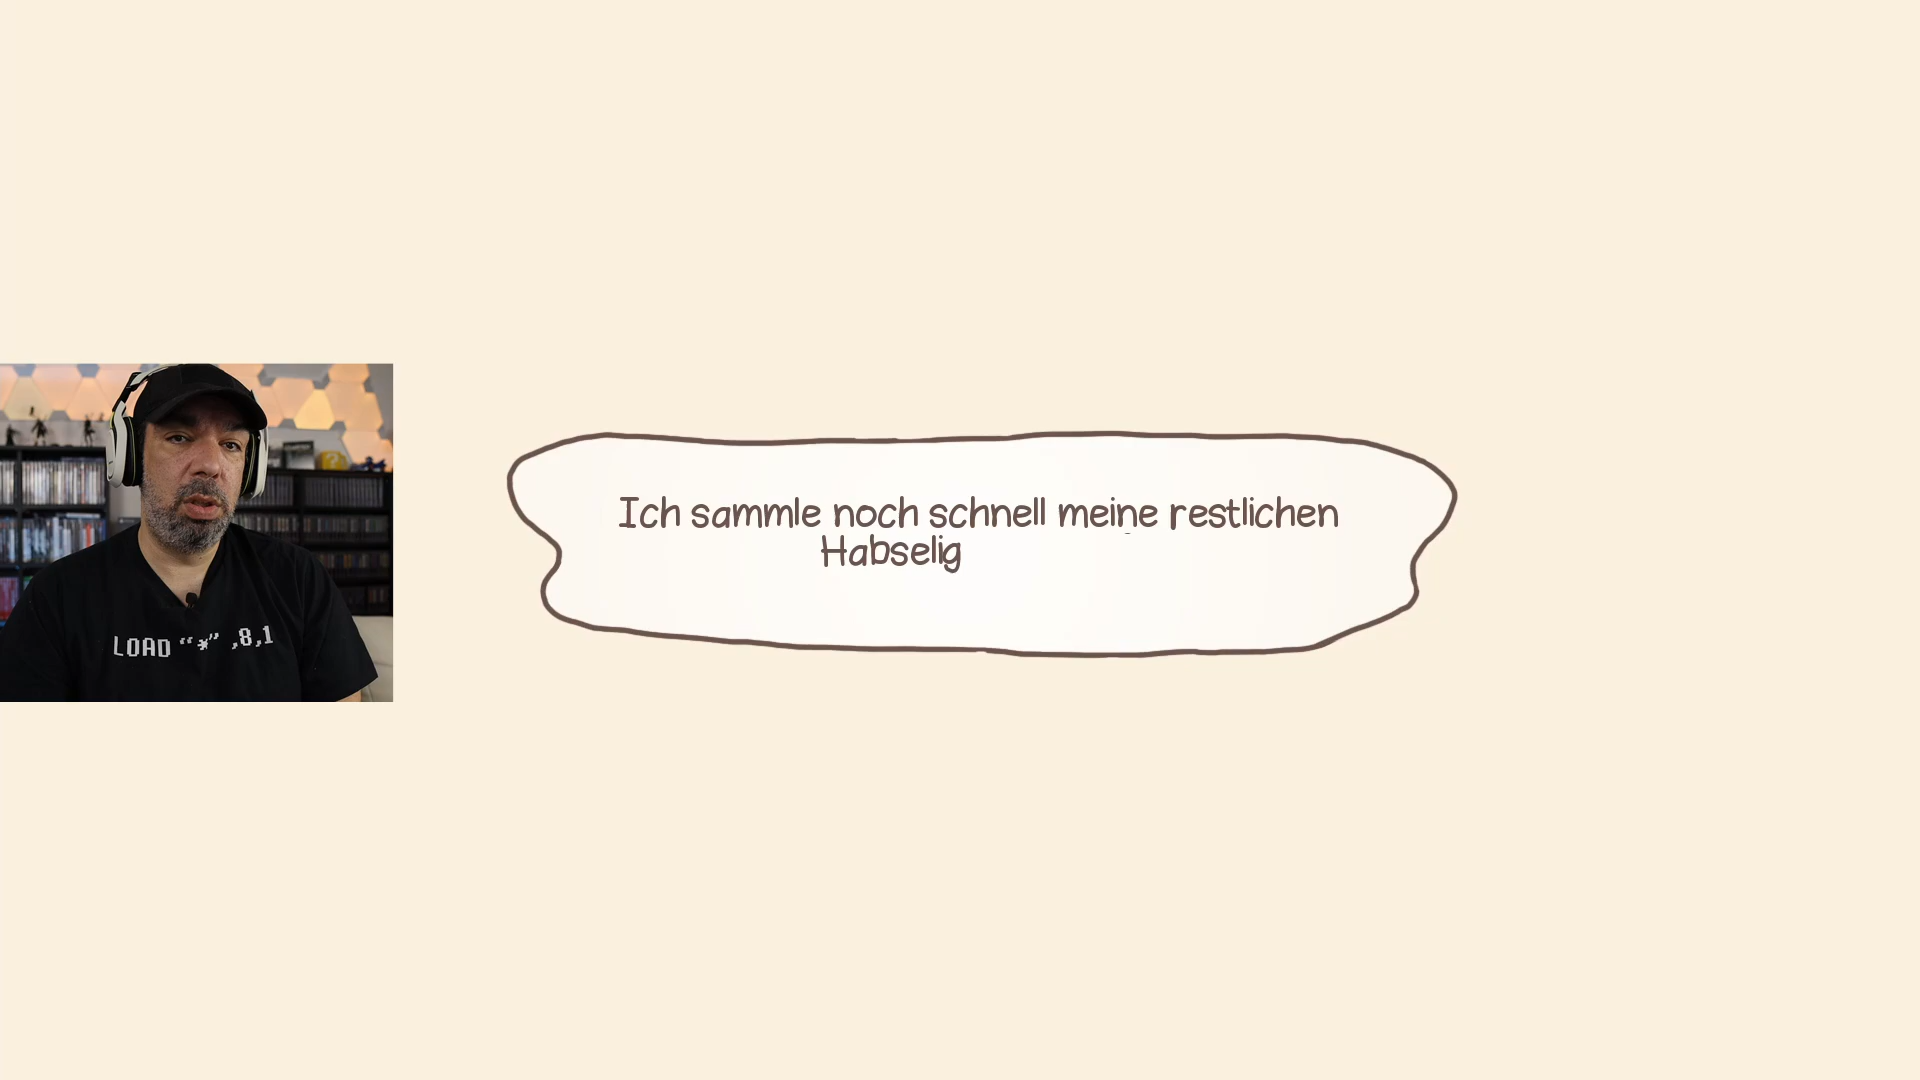 Ich sammle noch schnell meine restlichen
Habselig
LOAD “*” ,8,1